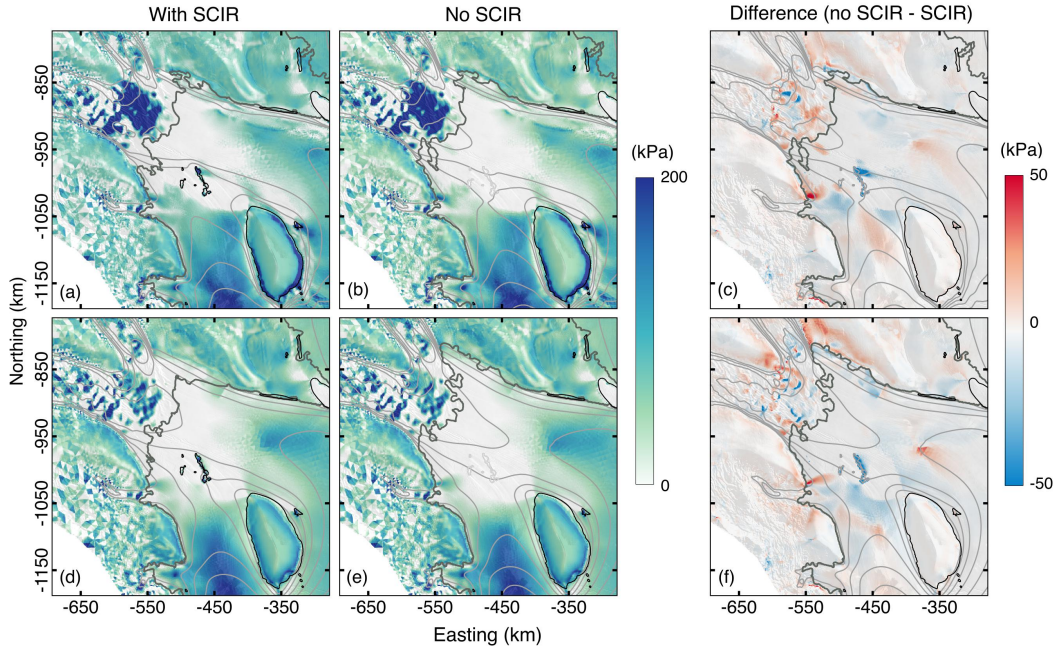 With SCIR
No SCIR
Difference (no SCIR - SCIR)
-850
-950
-1050
-1150
(a)
(b)
(c)
(kPa)
200
0
(kPa)
50
0
-50
Northing (km)
-850
-950
-1050
-1150
(d)
(e)
(f)
-650
-550
-450
-350
-650
-550
-450
-350
-650
-550
-450
-350
Easting (km)